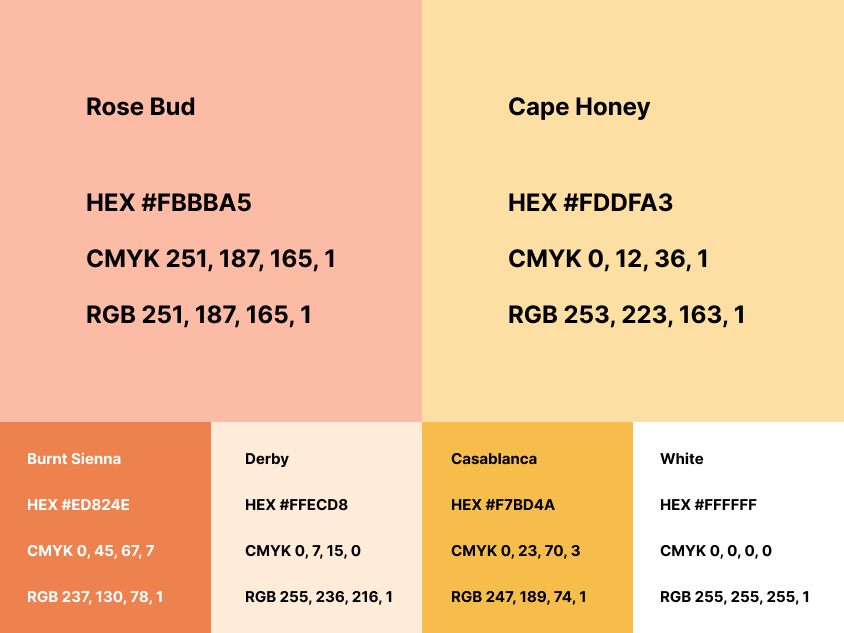 Rose Bud
HEX #FBBBA5
CMYK 251, 187, 165, 1
RGB 251, 187, 165, 1
Cape Honey
HEX #FDDFA3
CMYK 0, 12, 36, 1
RGB 253, 223, 163, 1
Burnt Sienna
HEX #ED824E
CMYK 0, 45, 67, 7
RGB 237, 130, 78, 1
Derby
HEX #FFECD8
CMYK 0, 7, 15, 0
RGB 255, 236, 216, 1
Casablanca
HEX #F7BD4A
CMYK 0, 23, 70, 3
RGB 247, 189, 74, 1
White
HEX #FFFFFF
CMYK 0, 0, 0, 0
RGB 255, 255, 255, 1